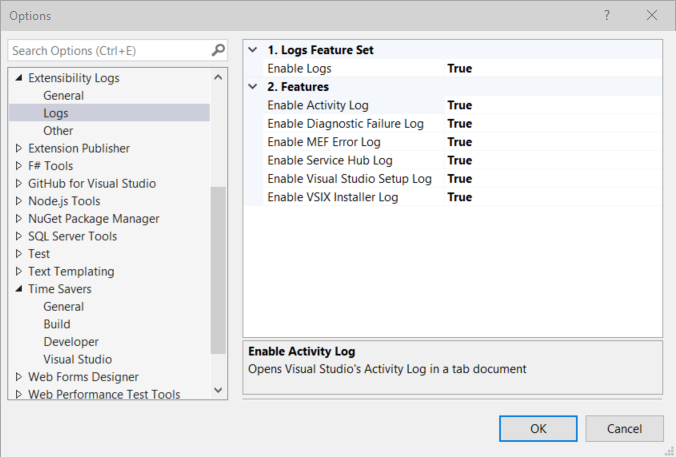 Options
?
Search Options (Ctrl+E)
Extensibility Logs
General
Logs
Other
Extension Publisher
F# Tools
GitHub for Visual Studio
Node.js Tools
NuGet Package Manager
SQL Server Tools
Test
Text Templating
Time Savers
General
Build
Developer
Visual Studio
Web Forms Designer
Web Performance Test Tools
1. Logs Feature Set
Enable Logs True
2. Features
Enable Activity Log True
Enable Diagnostic Failure Log True
Enable MEF Error Log True
Enable Service Hub Log True
Enable Visual Studio Setup Log True
Enable VSIX Installer Log True
Enable Activity Log
Opens Visual Studio's Activity Log in a tab document
OK
Cancel